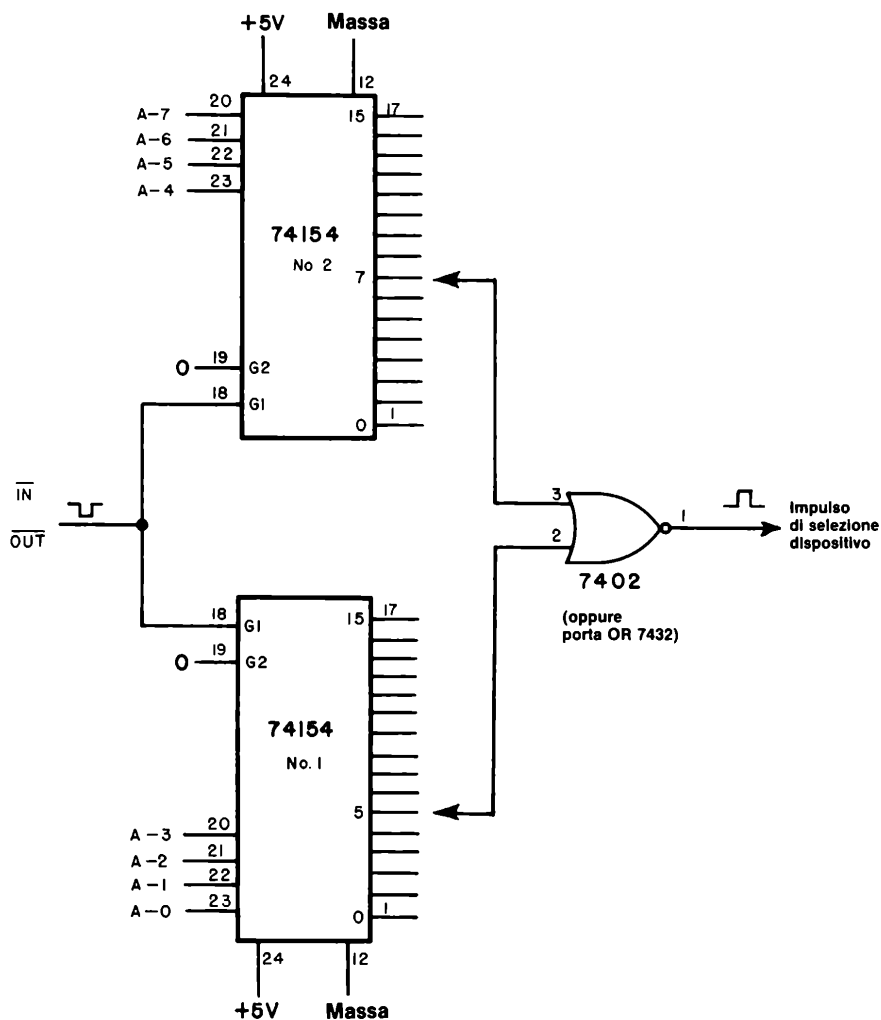 +5V
Massa
24
12
A-7 20
A-6 21
A-5 22
A-4 23
15 17
74154
No 2
7
0 19 G2
18 G1
0 1
IN
OUT
3
2
1
Impulso
di selezione
dispositivo
7402
(oppure
porta OR 7432)
18 G1
0 19 G2
15 17
74154
No. 1
5
A-3 20
A-2 21
A-1 22
A-0 23
0 1
24
12
+5V
Massa